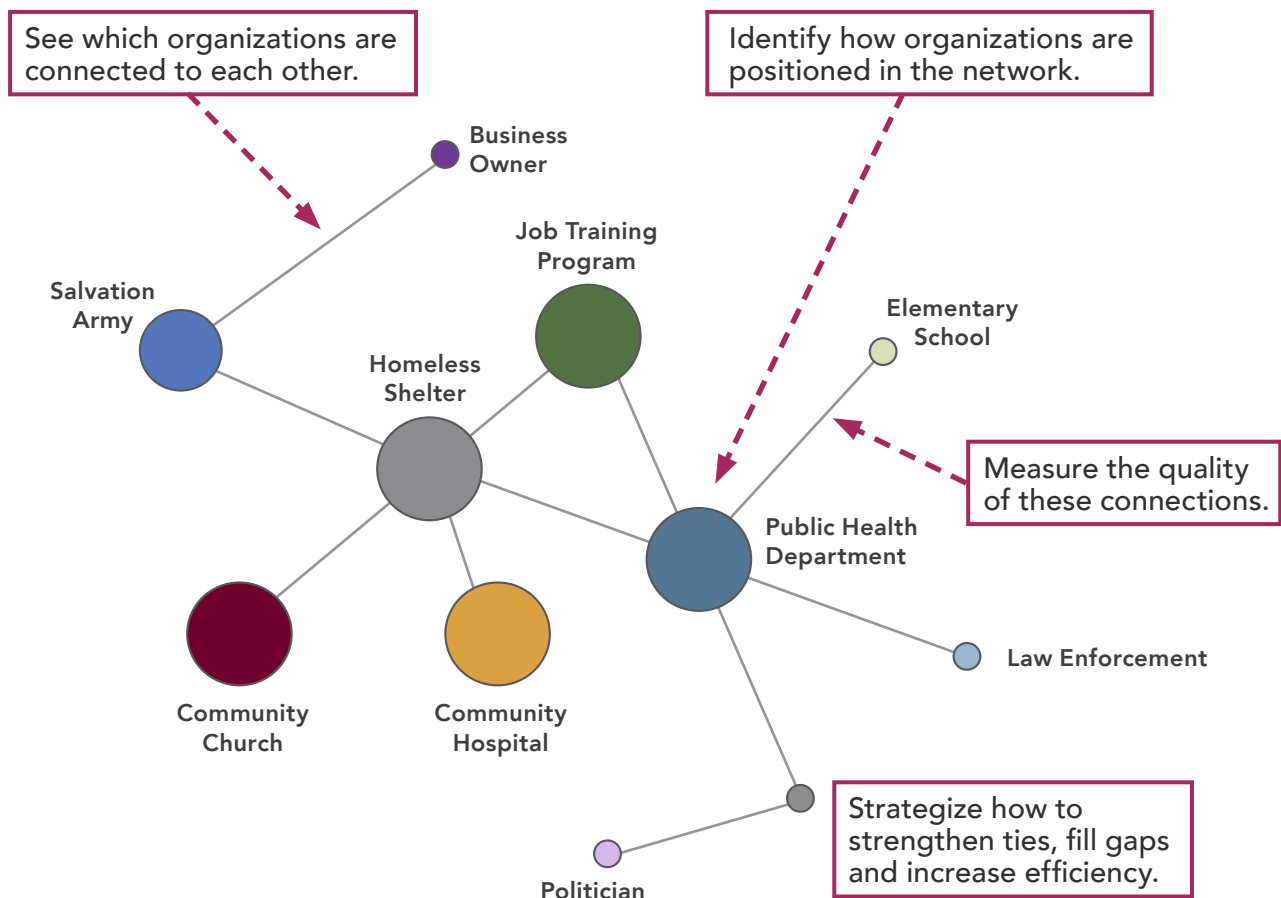 See which organizations are
connected to each other.
Identify how organizations are
positioned in the network.
Business
Owner
Job Training
Program
Salvation
Army
Elementary
School
Homeless
Shelter
Measure the quality
of these connections.
Public Health
Department
Law Enforcement
Community
Church
Community
Hospital
Strategize how to
strengthen ties, fill gaps
and increase efficiency.
Politician